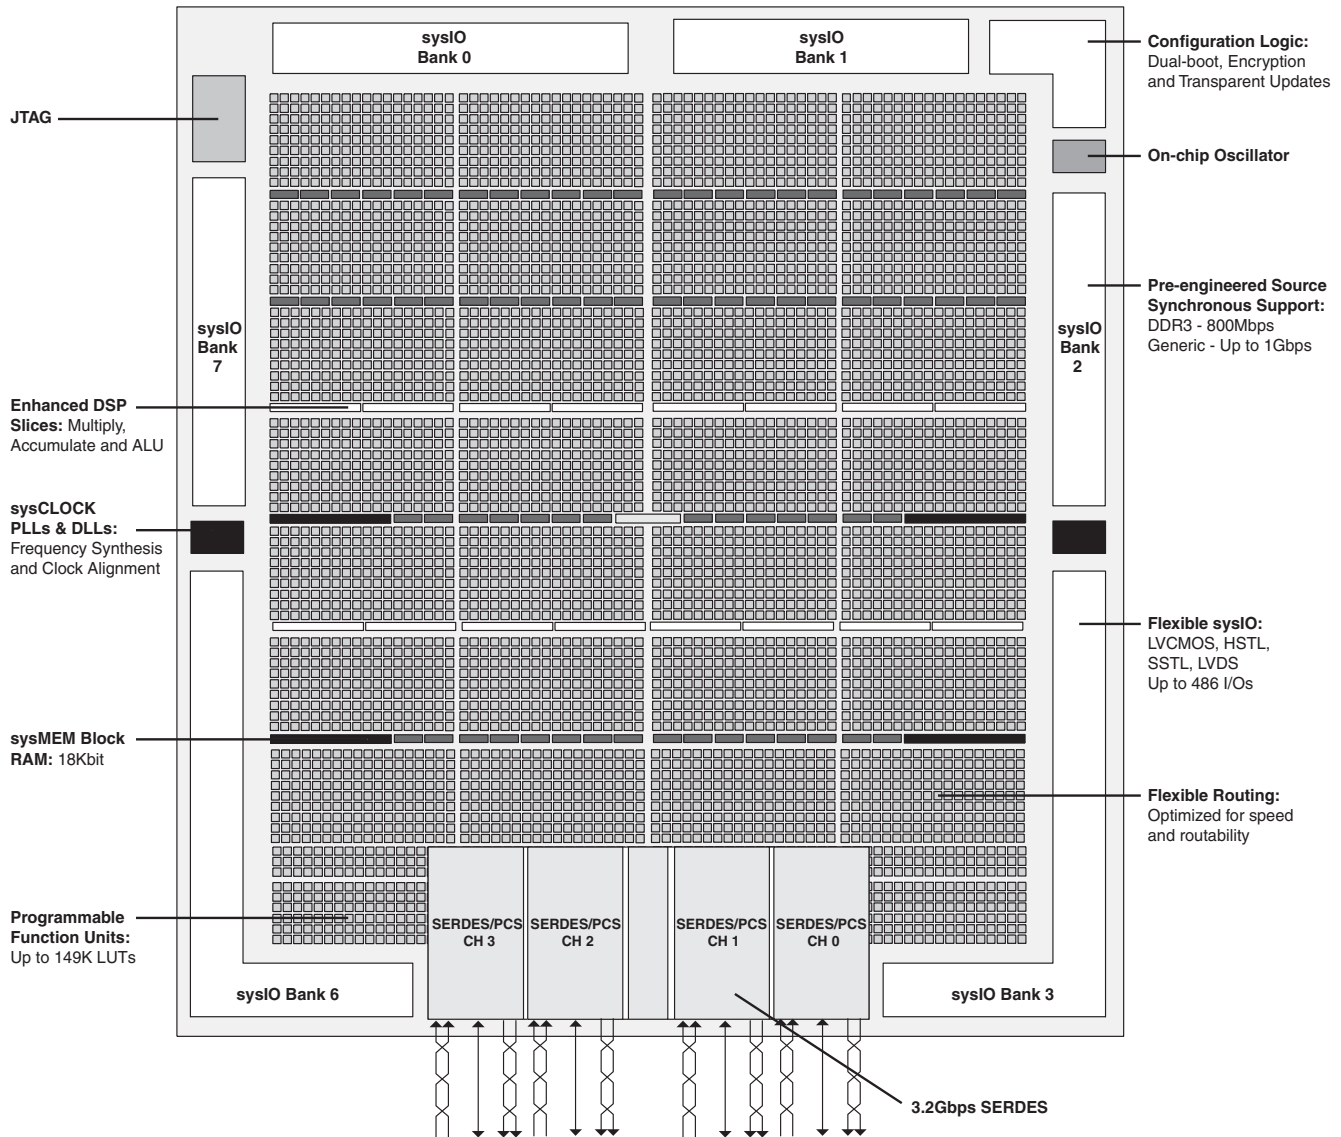 sysIO
Bank 0
sysIO
Bank 1
Configuration Logic:
Dual-boot, Encryption
and Transparent Updates
JTAG
On-chip Oscillator
sysIO
Bank
7
sysIO
Bank
2
Pre-engineered Source
Synchronous Support:
DDR3 - 800Mbps
Generic - Up to 1Gbps
Enhanced DSP
Slices: Multiply,
Accumulate and ALU
sysCLOCK
PLLs & DLLs:
Frequency Synthesis
and Clock Alignment
Flexible sysIO:
LVCMOS, HSTL,
SSTL, LVDS
Up to 486 I/Os
sysMEM Block
RAM: 18Kbit
Flexible Routing:
Optimized for speed
and routability
Programmable
Function Units:
Up to 149K LUTs
SERDES/PCS
CH 3
SERDES/PCS
CH 2
SERDES/PCS
CH 1
SERDES/PCS
CH 0
sysIO Bank 6
sysIO Bank 3
3.2Gbps SERDES